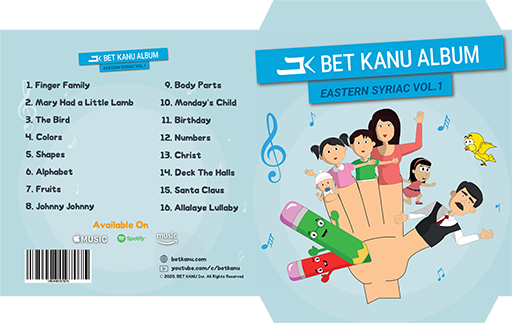 BET KANU ALBUM
EASTERN SYRIAC VOL.1
1. Finger Family
2. Mary Had a Little Lamb
3. The Bird
4. Colors
5. Shapes
6. Alphabet
7. Fruits
8. Johnny Johnny
9. Body Parts
10. Monday's Child
11. Birthday
12. Numbers
13. Christ
14. Deck The Halls
15. Santa Claus
16. Allalaye Lullaby
Available On
MUSIC
Spotify
music
betkanu.com
youtube.com/c/betkanu
© 2020. BET KANU Inc. All Rights Reserved
BET KANU ALBUM
EASTERN SYRIAC VOL.1